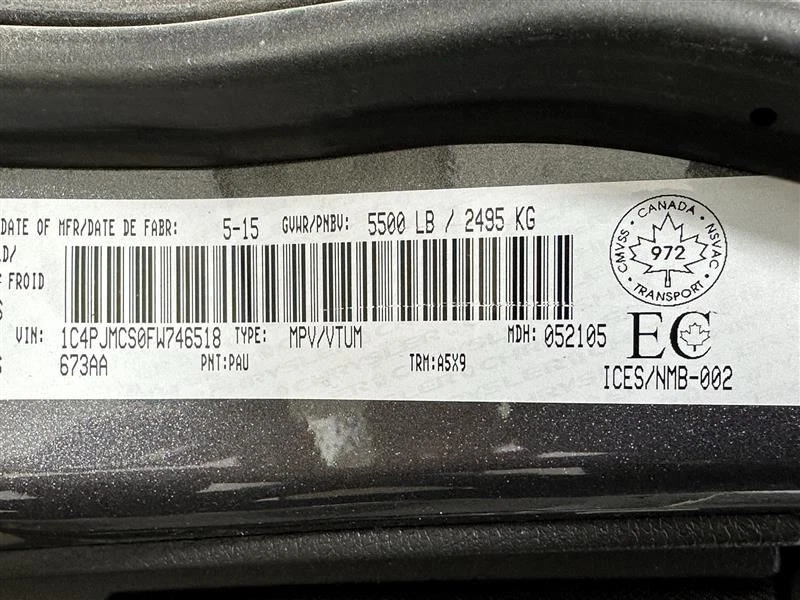 DATE OF MFR/DATE DE FABR: 5-15 GVWR/PNBV: 5500 LB / 2495 KG
FROID
VIN: 1C4PJMCS0FW746518 TYPE: MPV/VTUM MDH: 052105
673AA PNT:PAU TRM:A5X9
CANADA
CMVSS NSVAC
972
TRANSPORT
EC
ICES/NMB-002